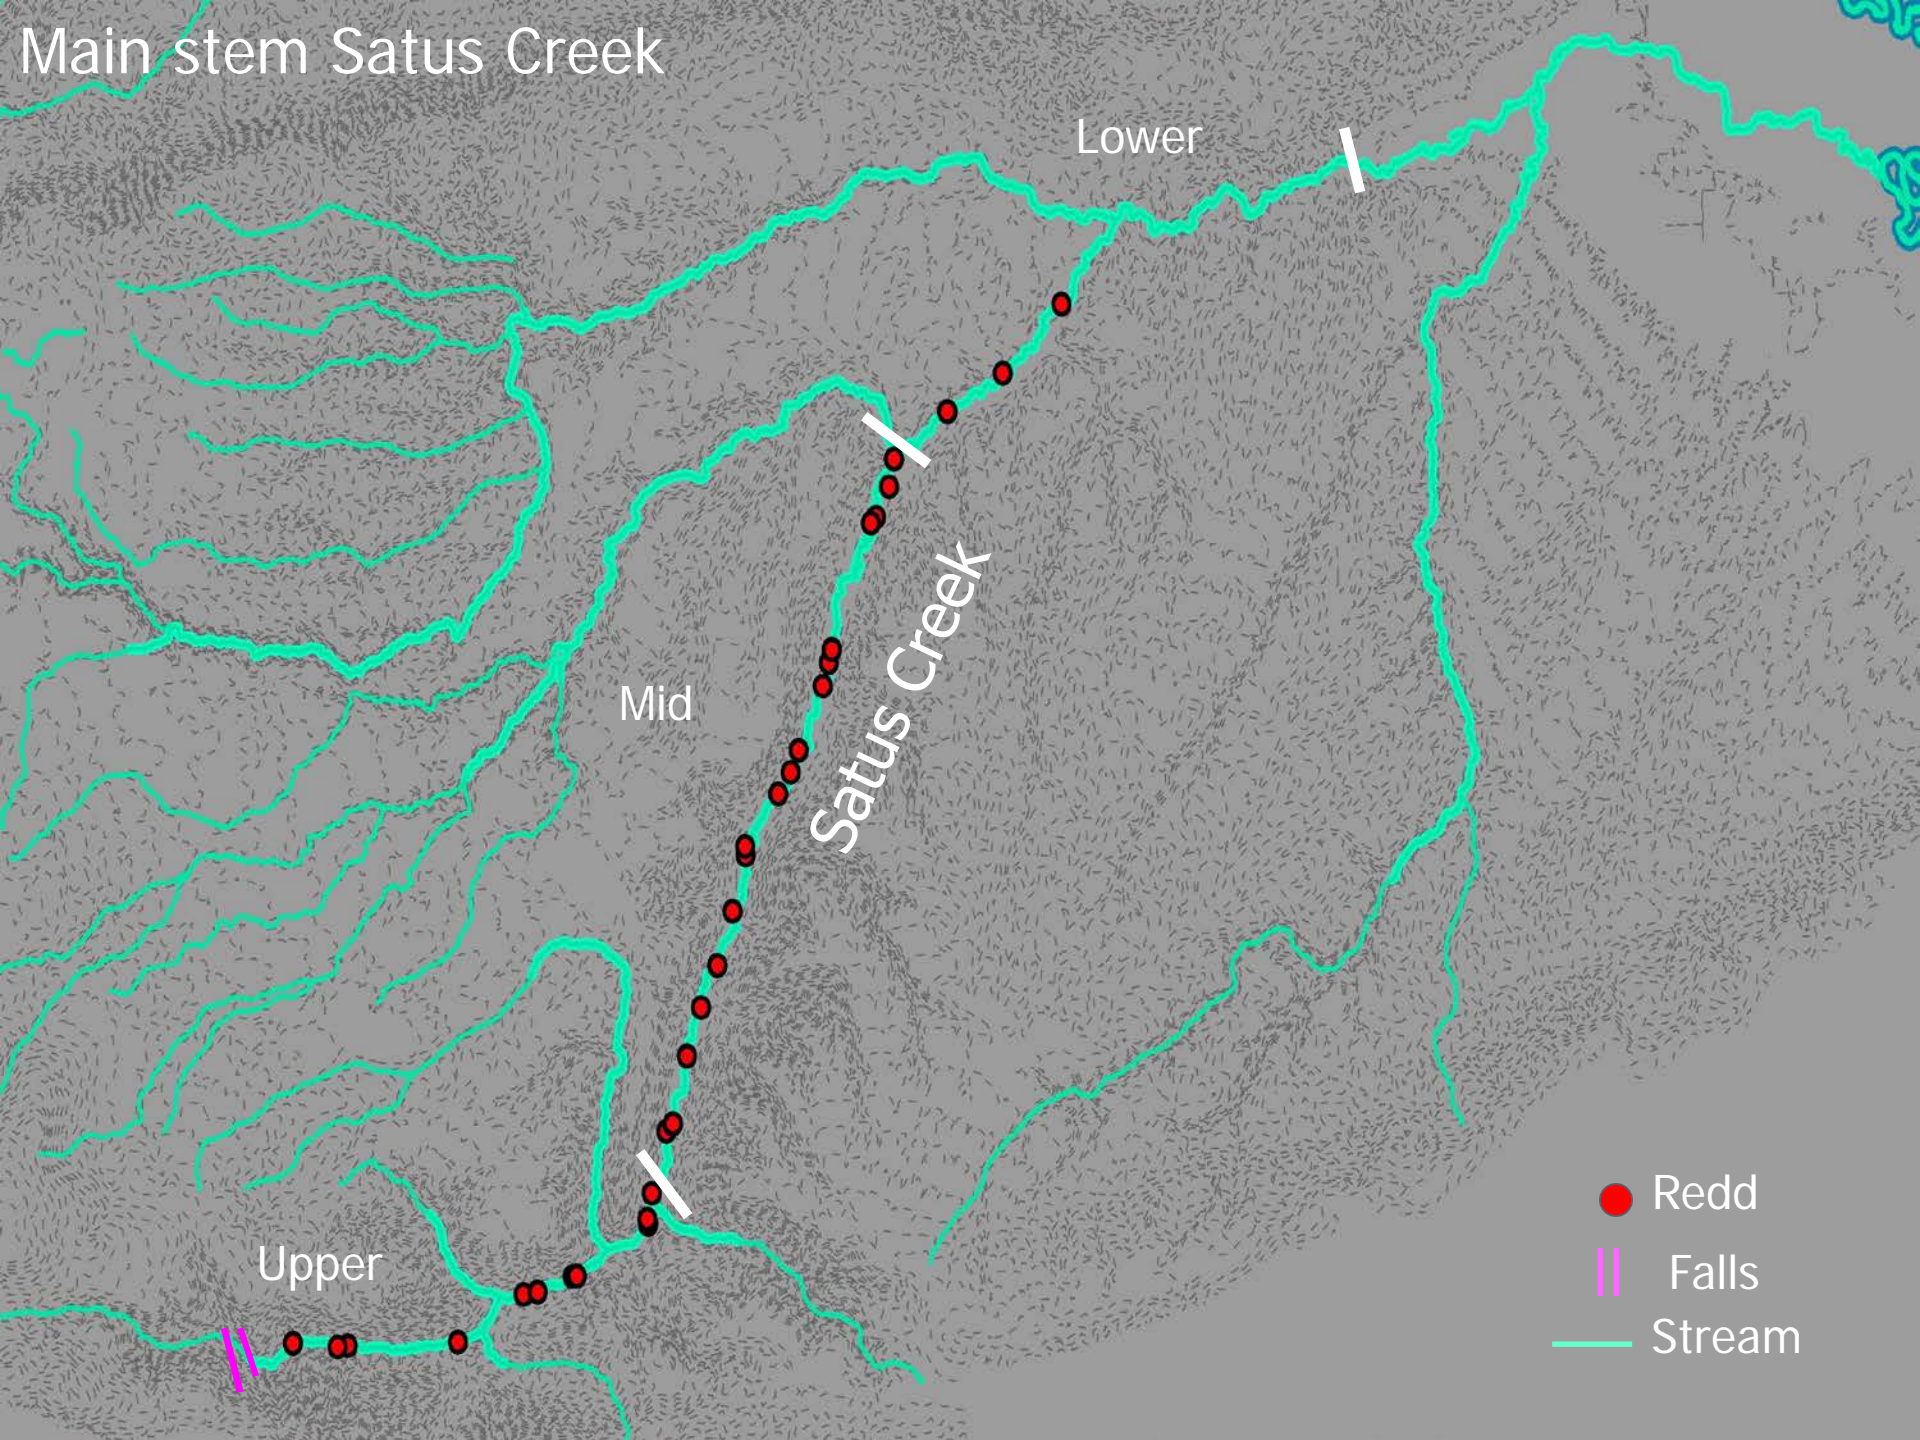 Main stem Satus Creek
Lower
Satus Creek
Mid
Upper
Redd
Falls
Stream